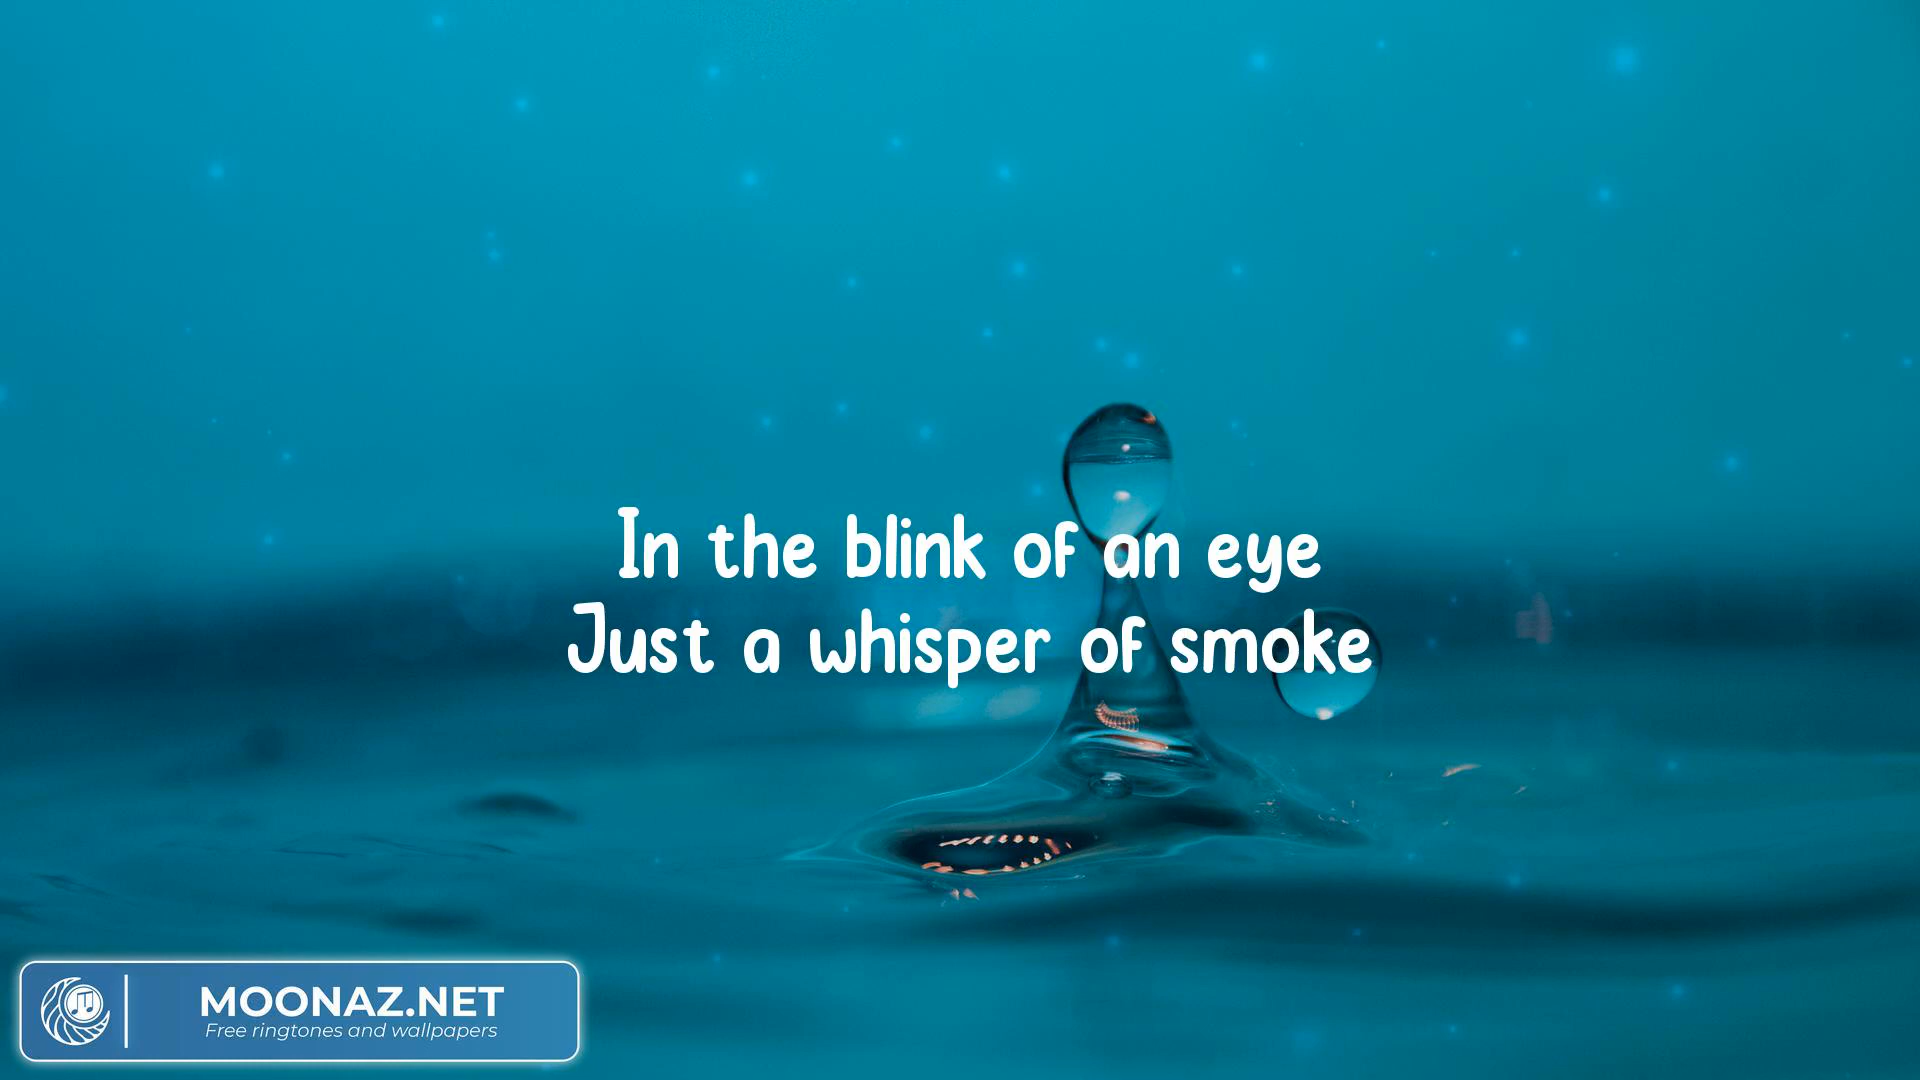 In the blink of an eye
Just a whisper of smoke
MOONAZ.NET
Free ringtones and wallpapers